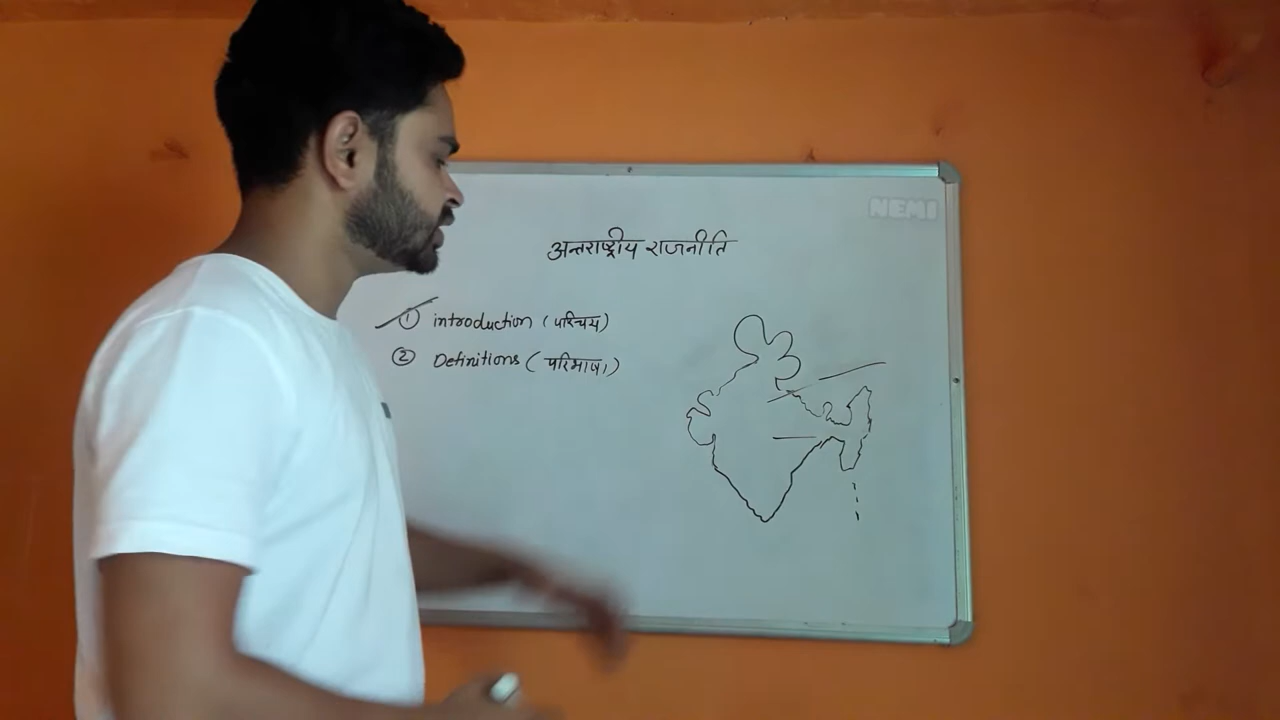 NEMI
अन्तराष्ट्रीय राजनीति
① introduction (परिचय)
② Definitions (परिभाषा)